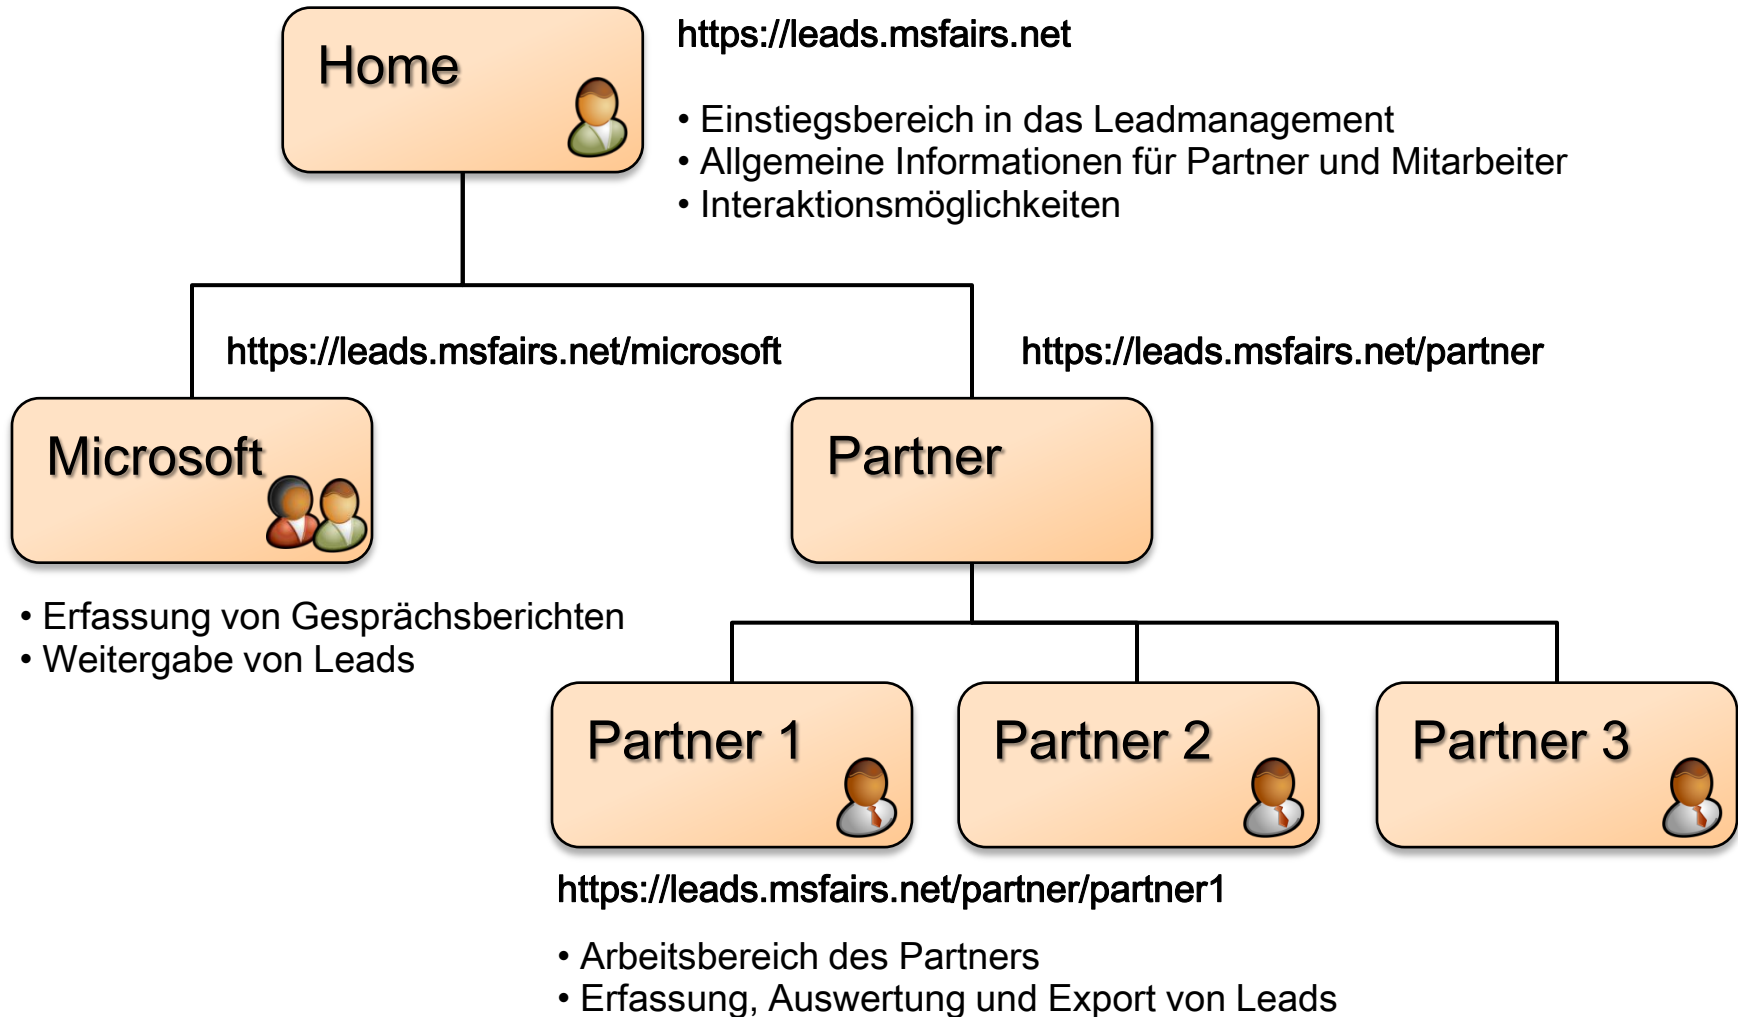 Home
https://leads.msfairs.net
• Einstiegsbereich in das Leadmanagement
• Allgemeine Informationen für Partner und Mitarbeiter
• Interaktionsmöglichkeiten
https://leads.msfairs.net/microsoft
https://leads.msfairs.net/partner
Microsoft
Partner
• Erfassung von Gesprächsberichten
• Weitergabe von Leads
Partner 1
Partner 2
Partner 3
https://leads.msfairs.net/partner/partner1
• Arbeitsbereich des Partners
• Erfassung, Auswertung und Export von Leads